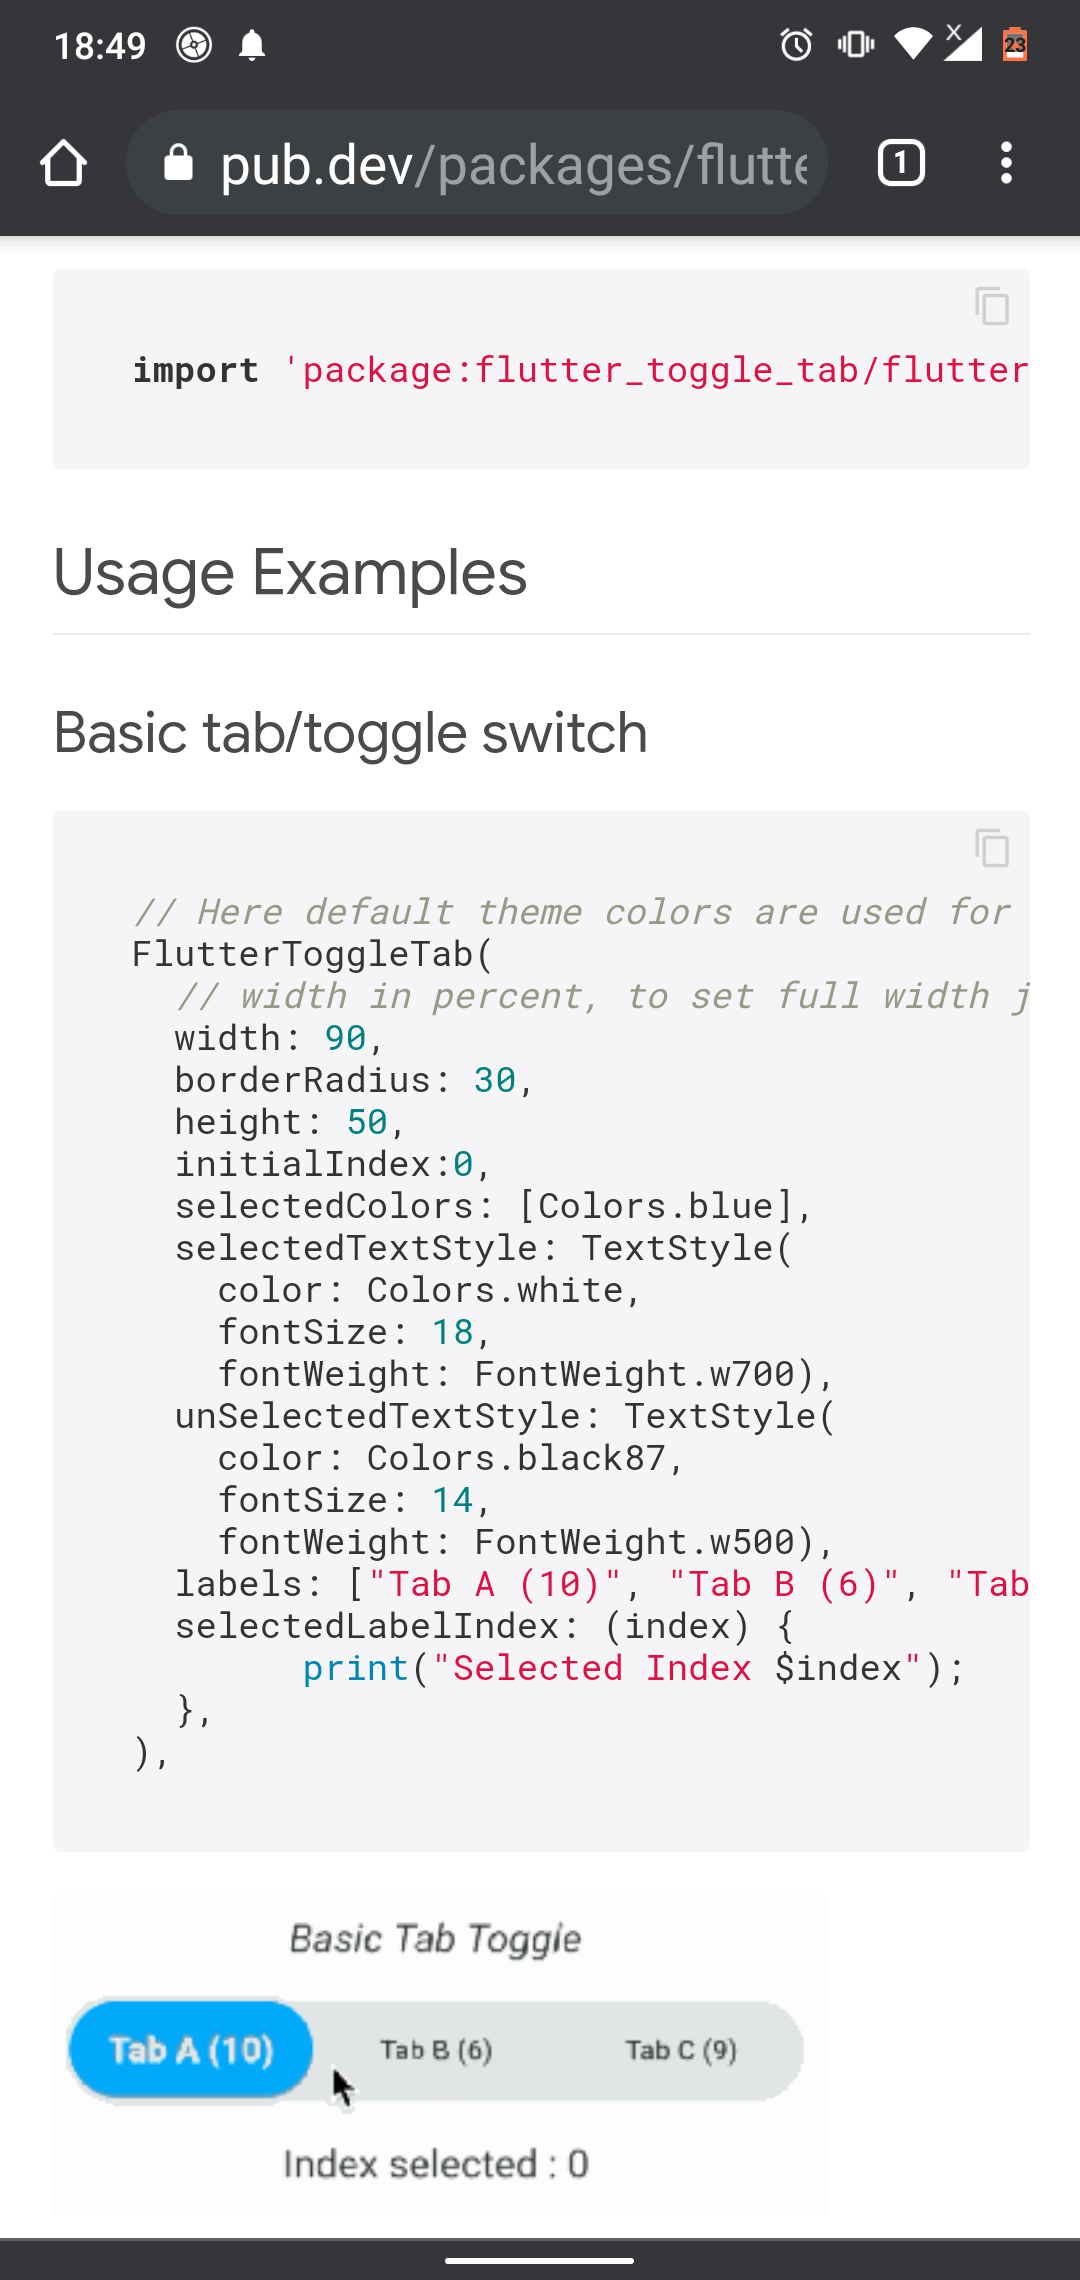 18:49
23
pub.dev/packages/flutte
1
import 'package:flutter_toggle_tab/flutter
Usage Examples
Basic tab/toggle switch
// Here default theme colors are used for
FlutterToggleTab(
// width in percent, to set full width j
width: 90,
borderRadius: 30,
height: 50,
initialIndex:0,
selectedColors: [Colors.blue],
selectedTextStyle: TextStyle(
color: Colors.white,
fontSize: 18,
fontWeight: FontWeight.w700),
unSelectedTextStyle: TextStyle(
color: Colors.black87,
fontSize: 14,
fontWeight: FontWeight.w500),
labels: ["Tab A (10)", "Tab B (6)", "Tab
selectedLabelIndex: (index) {
print("Selected Index $index");
},
),
Basic Tab Toggle
Tab A (10) Tab B (6) Tab C (9)
Index selected : 0